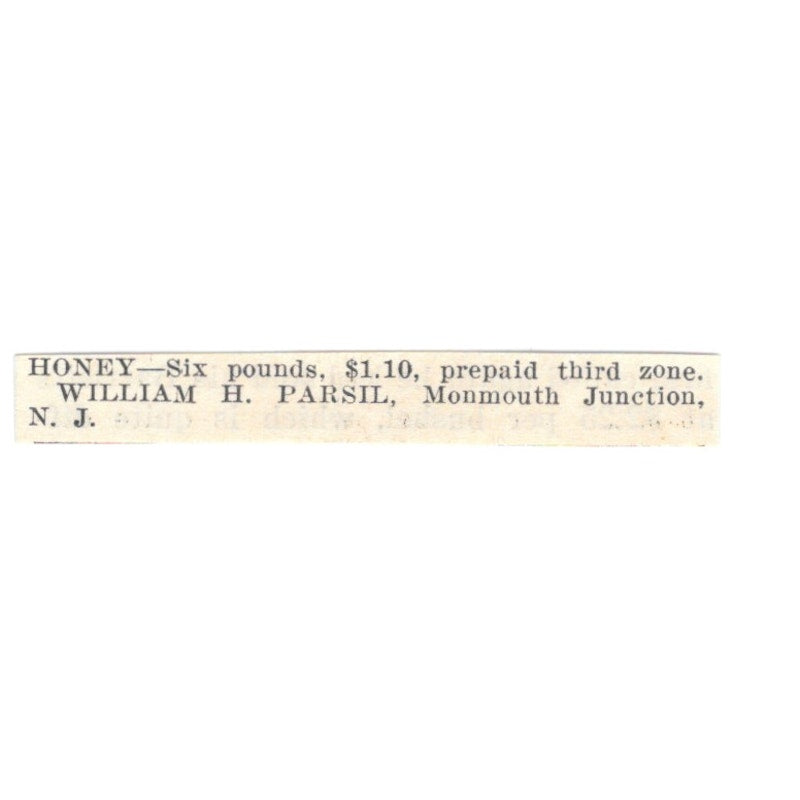 HONEY—Six pounds, $1.10, prepaid third zone.
WILLIAM H. PARSIL, Monmouth Junction,
N. J.